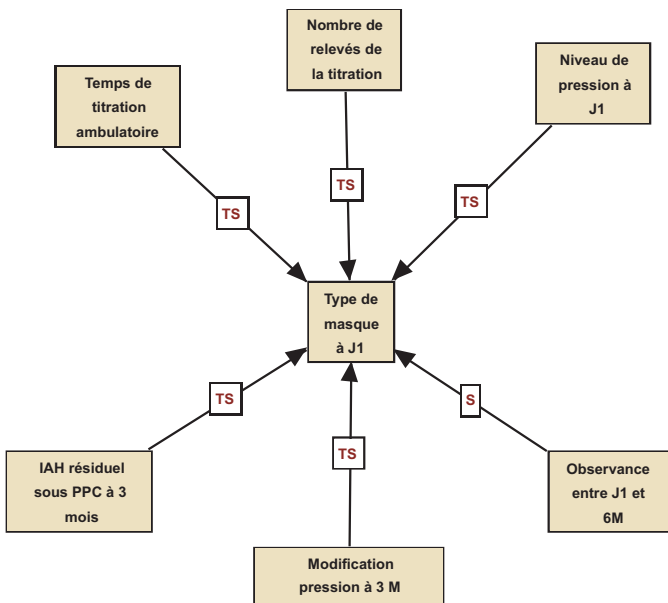 Nombre de
relevés de
la titration
Temps de
titration
ambulatoire
Niveau de
pression à
J1
TS
TS
TS
Type de
masque
à J1
TS
TS
S
IAH résiduel
sous PPC à 3
mois
Modification
pression à 3 M
Observance
entre J1 et
6M